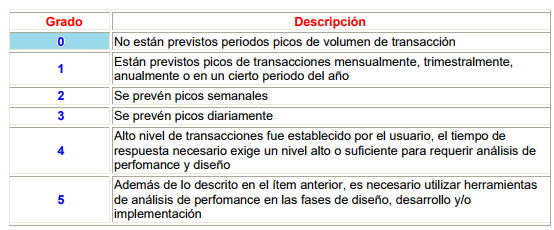 Grado Descripción
0 No están previstos periodos picos de volumen de transacción
1 Están previstos picos de transacciones mensualmente, trimestralmente,
anualmente o en un cierto periodo del año
2 Se prevén picos semanales
3 Se prevén picos diariamente
4 Alto nivel de transacciones fue establecido por el usuario, el tiempo de
respuesta necesario exige un nivel alto o suficiente para requerir análisis de
perfomance y diseño
5 Además de lo descrito en el ítem anterior, es necesario utilizar herramientas
de análisis de perfomance en las fases de diseño, desarrollo y/o
implementación